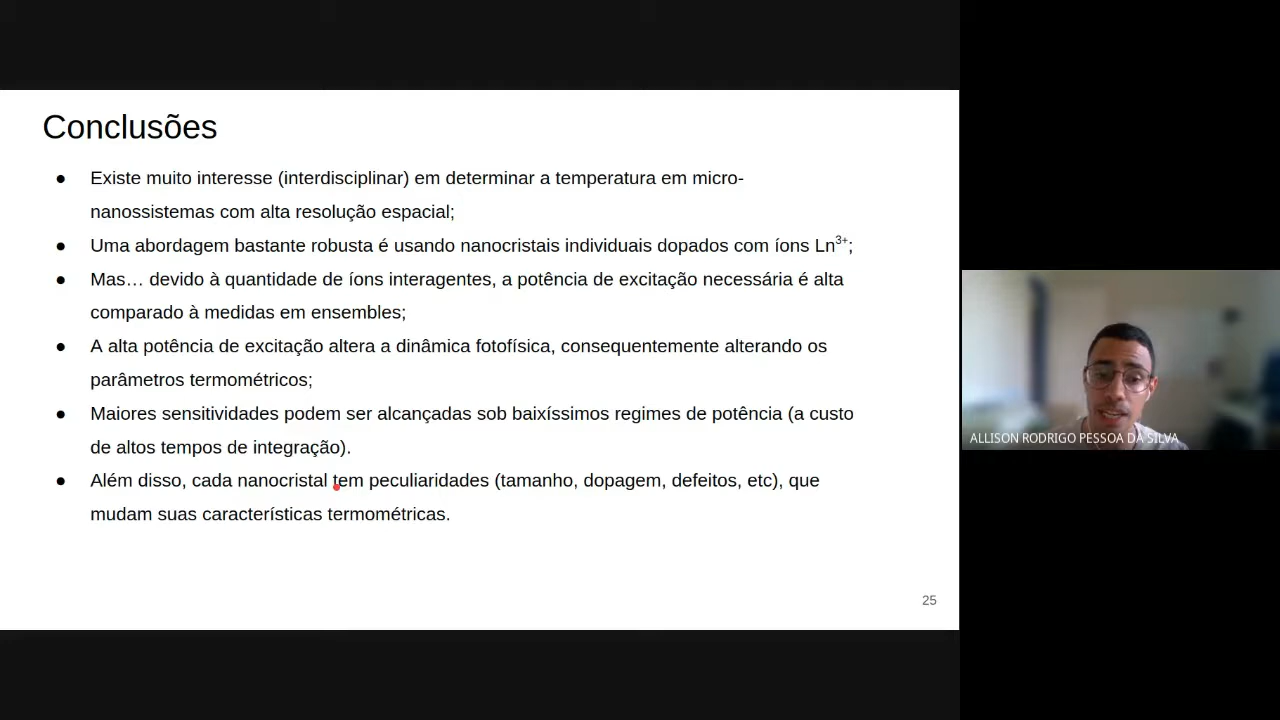 Conclusões
● Existe muito interesse (interdisciplinar) em determinar a temperatura em micro-
nanossistemas com alta resolução espacial;
● Uma abordagem bastante robusta é usando nanocristais individuais dopados com íons Ln³⁺;
● Mas… devido à quantidade de íons interagentes, a potência de excitação necessária é alta
comparado à medidas em ensembles;
● A alta potência de excitação altera a dinâmica fotofísica, consequentemente alterando os
parâmetros termométricos;
● Maiores sensitividades podem ser alcançadas sob baixíssimos regimes de potência (a custo
de altos tempos de integração).
● Além disso, cada nanocristal tem peculiaridades (tamanho, dopagem, defeitos, etc), que
mudam suas características termométricas.
25
ALLISON RODRIGO PESSOA DA SILVA